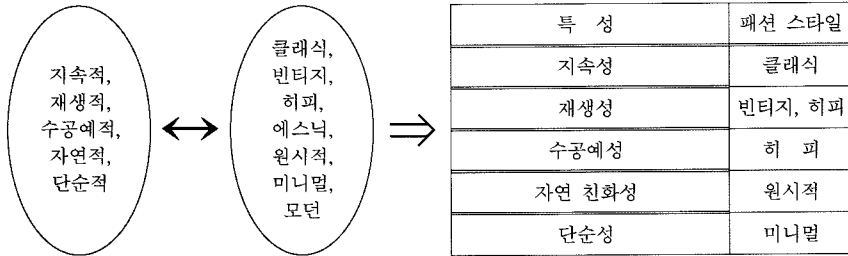 지속적,
재생적,
수공예적,
자연적,
단순적
클래식,
빈티지,
히피,
에스닉,
원시적,
미니멀,
모던
특 성 패션 스타일
지속성 클래식
재생성 빈티지, 히피
수공예성 히 피
자연 친화성 원시적
단순성 미니멀